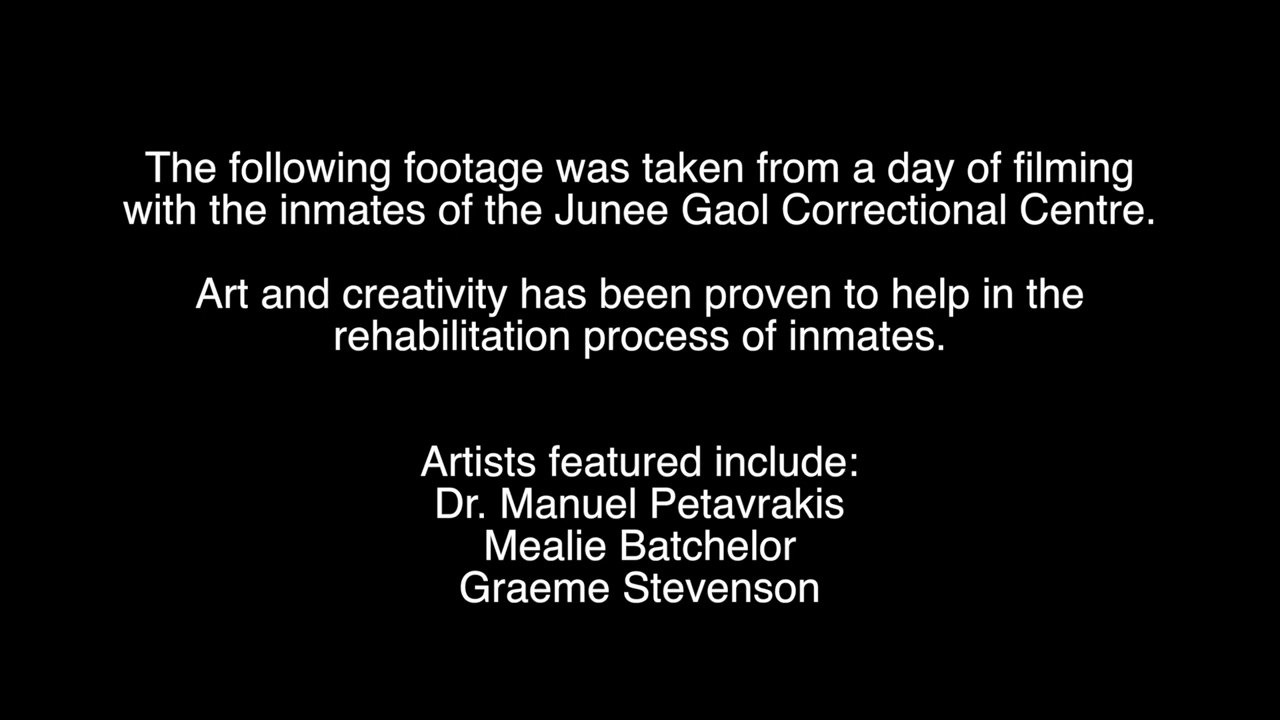 The following footage was taken from a day of filming
with the inmates of the Junee Gaol Correctional Centre.
Art and creativity has been proven to help in the
rehabilitation process of inmates.
Artists featured include:
Dr. Manuel Petavrakis
Mealie Batchelor
Graeme Stevenson